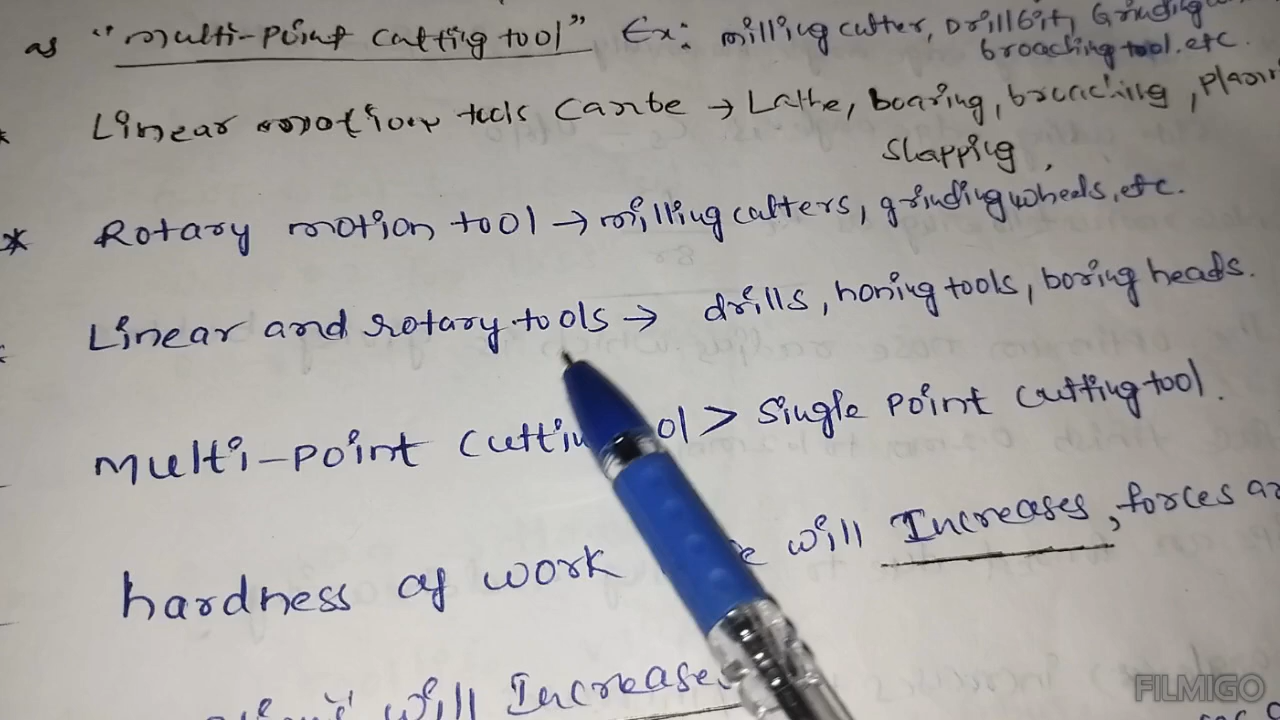 as "multi-point cutting tool" Ex: milling cutter, Drill bit, Grinding
broaching tool. etc.
Linear motion tools can be → Lathe, boaring, broaching,
Slapping,
* Rotary motion tool → milling cutters, grinding wheels, etc.
Linear and rotary tools → drills, honing tools, boring heads.
multi-point > single point cutting tool.
hardness of work will Increases, forces
will Increases
FILMIGO